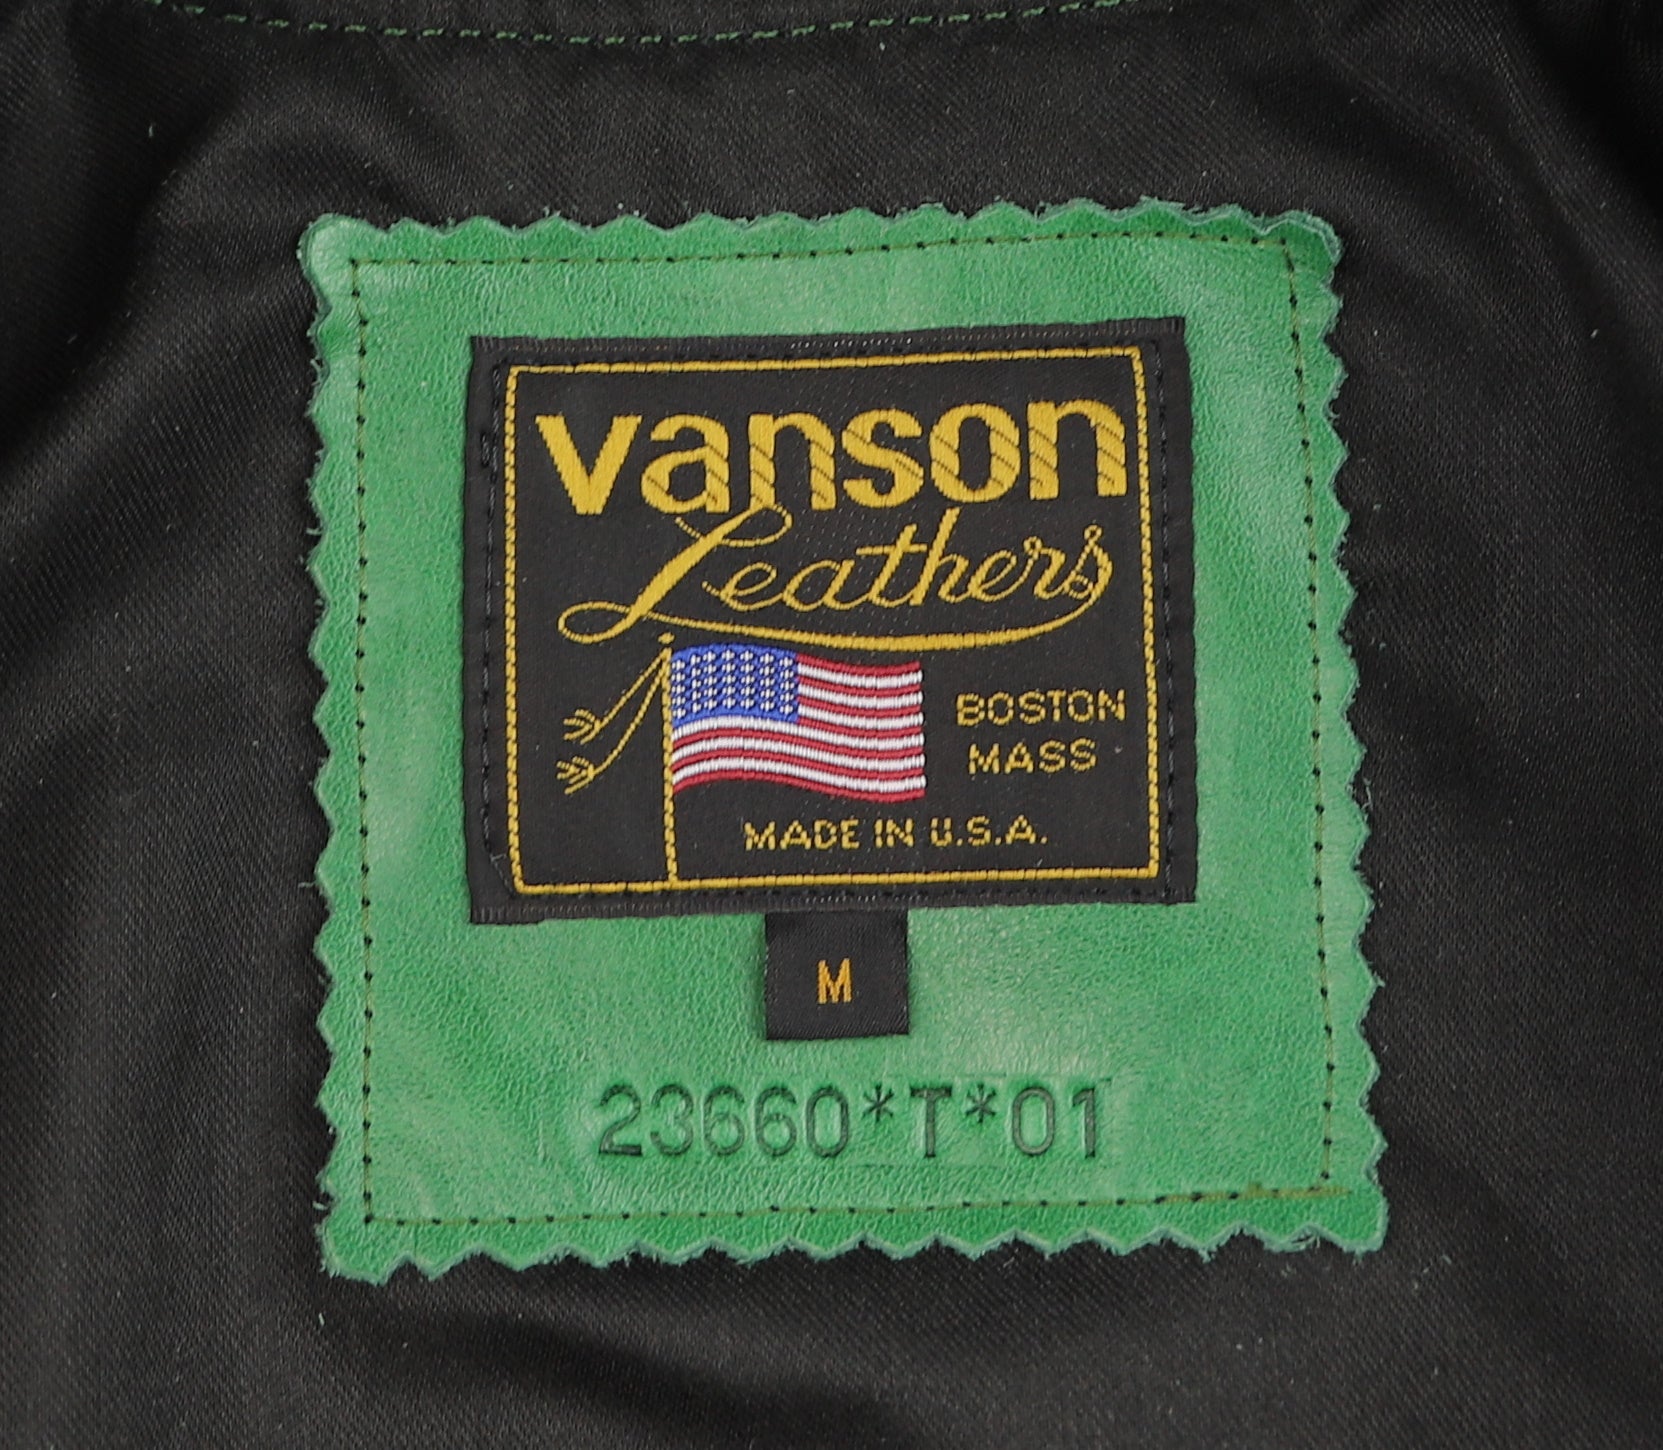 vanson
Leathers
BOSTON
MASS
MADE IN U.S.A.
M
23660*T*01